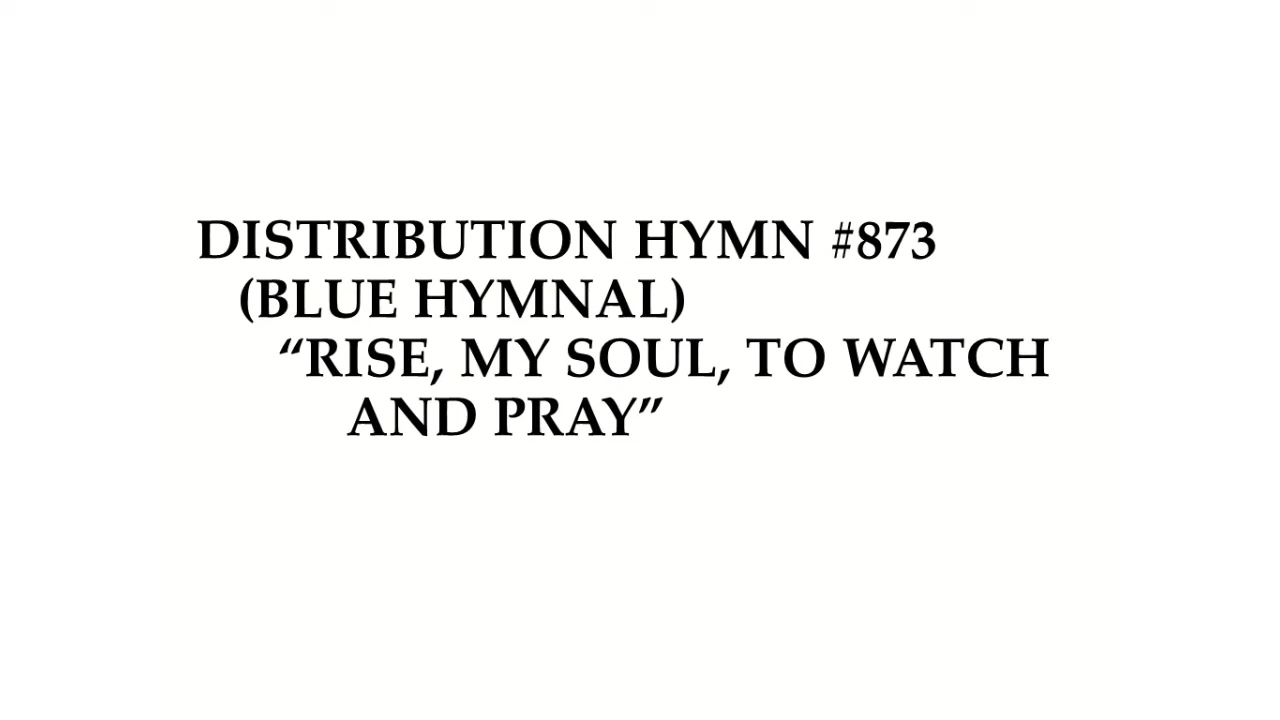 DISTRIBUTION HYMN #873
(BLUE HYMNAL)
“RISE, MY SOUL, TO WATCH
AND PRAY”